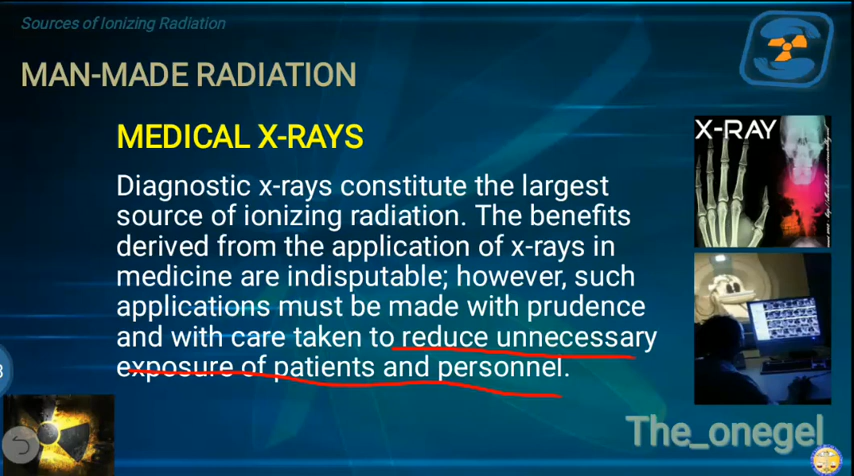 Sources of Ionizing Radiation
MAN-MADE RADIATION
MEDICAL X-RAYS
Diagnostic x-rays constitute the largest
source of ionizing radiation. The benefits
derived from the application of x-rays in
medicine are indisputable; however, such
applications must be made with prudence
and with care taken to reduce unnecessary
exposure of patients and personnel.
X-RAY
The_onegel